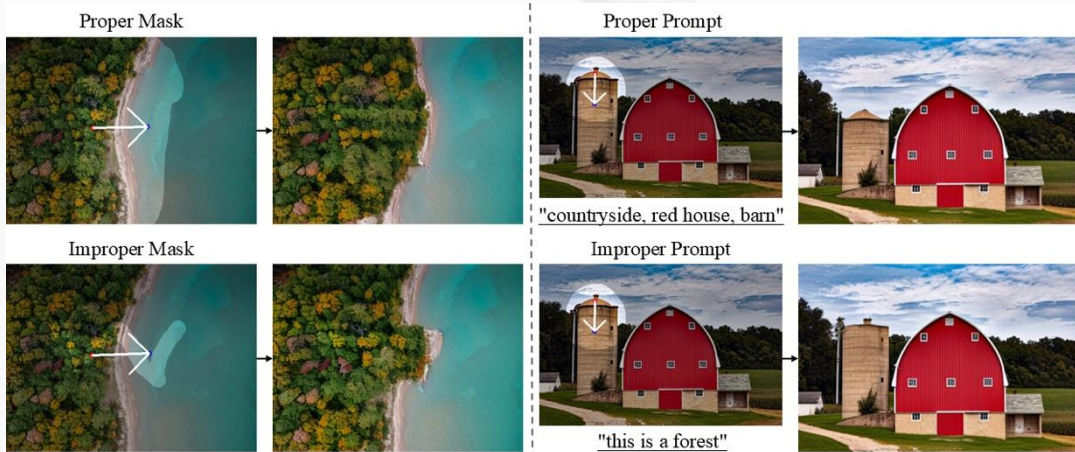 Proper Mask
Proper Prompt
"countryside, red house, barn"
Improper Mask
Improper Prompt
"this is a forest"